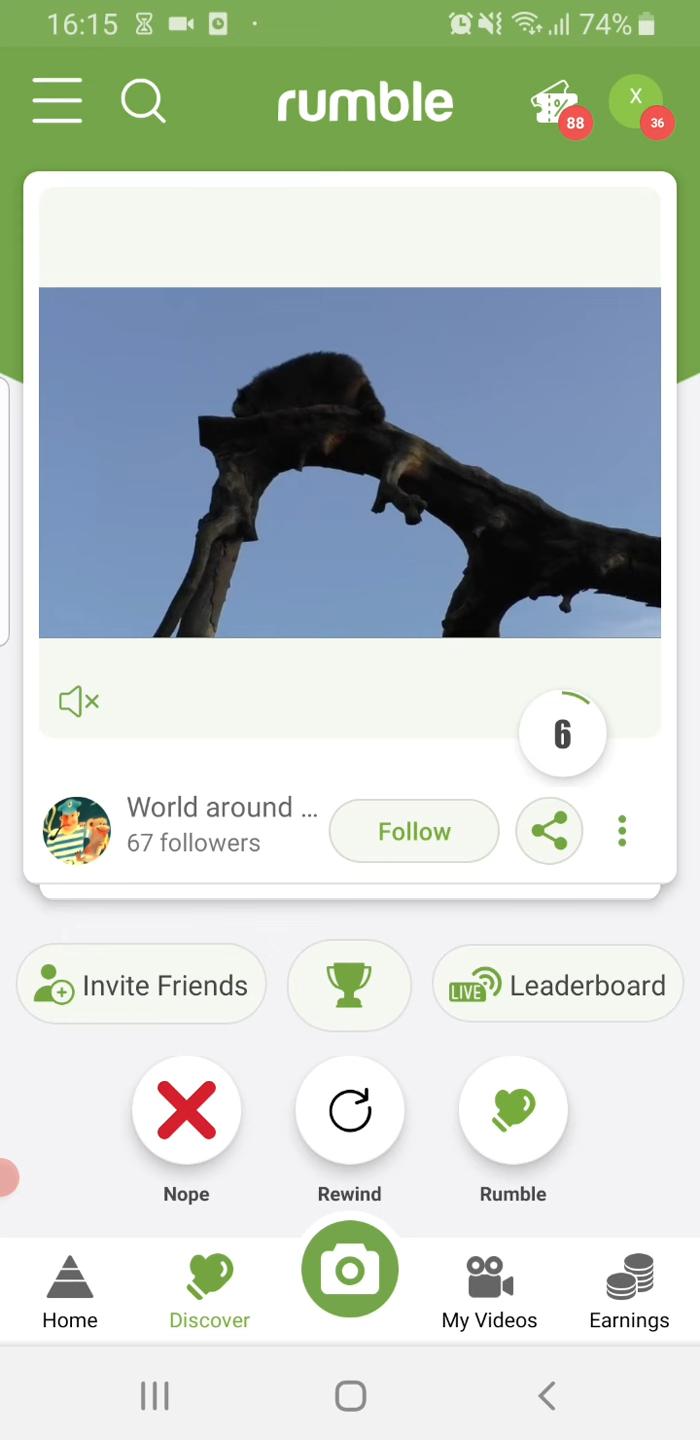 16:15
74%
rumble
88
X
36
6
World around ...
67 followers
Follow
Invite Friends
LIVE
Leaderboard
Nope
Rewind
Rumble
Home
Discover
My Videos
Earnings